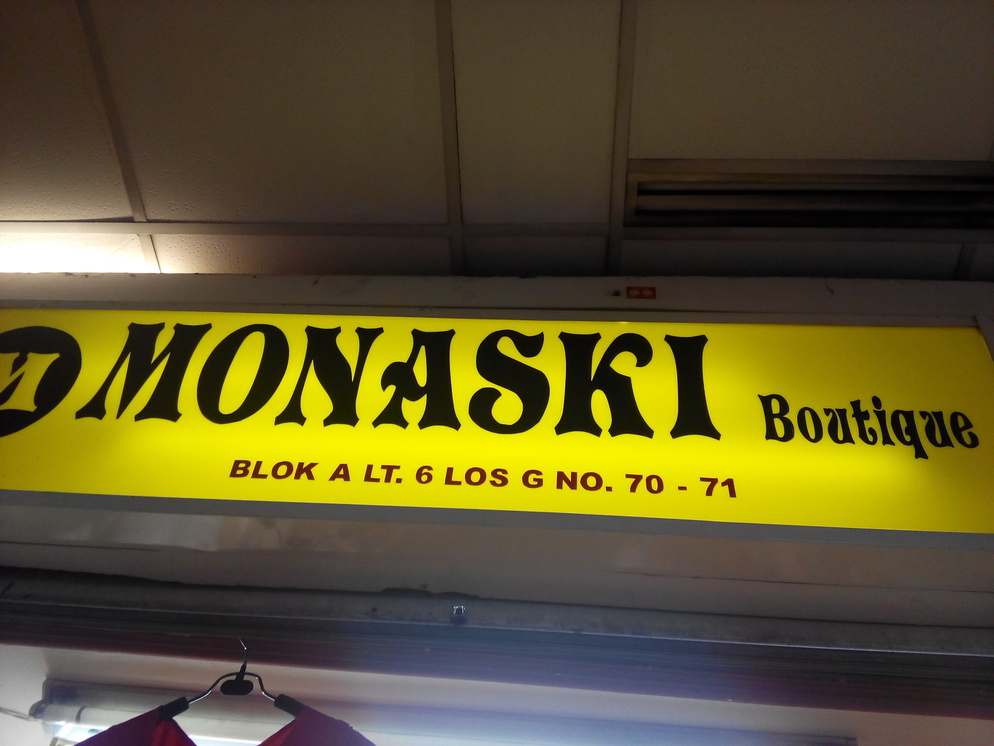 M MONASKI Boutique
BLOK A LT. 6 LOS G NO. 70 - 71